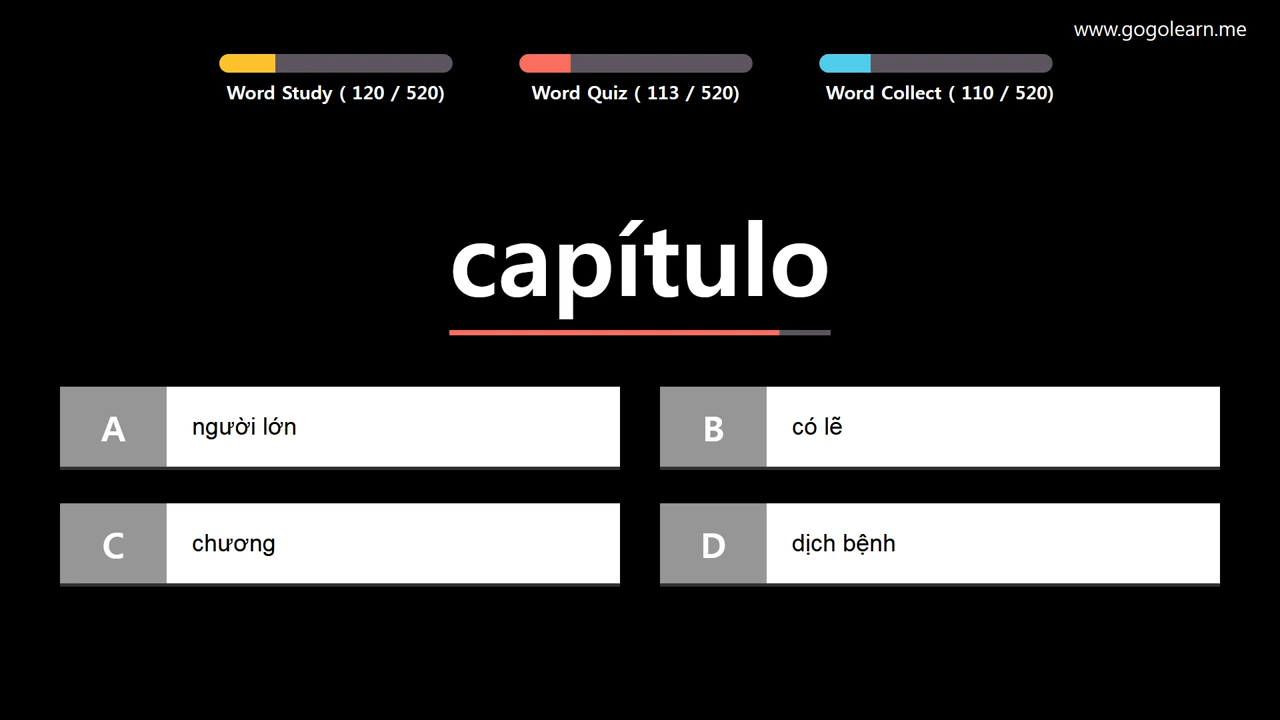 www.gogolearn.me
Word Study ( 120 / 520)
Word Quiz ( 113 / 520)
Word Collect ( 110 / 520)
capítulo
A
người lớn
B
có lẽ
C
chương
D
dịch bệnh